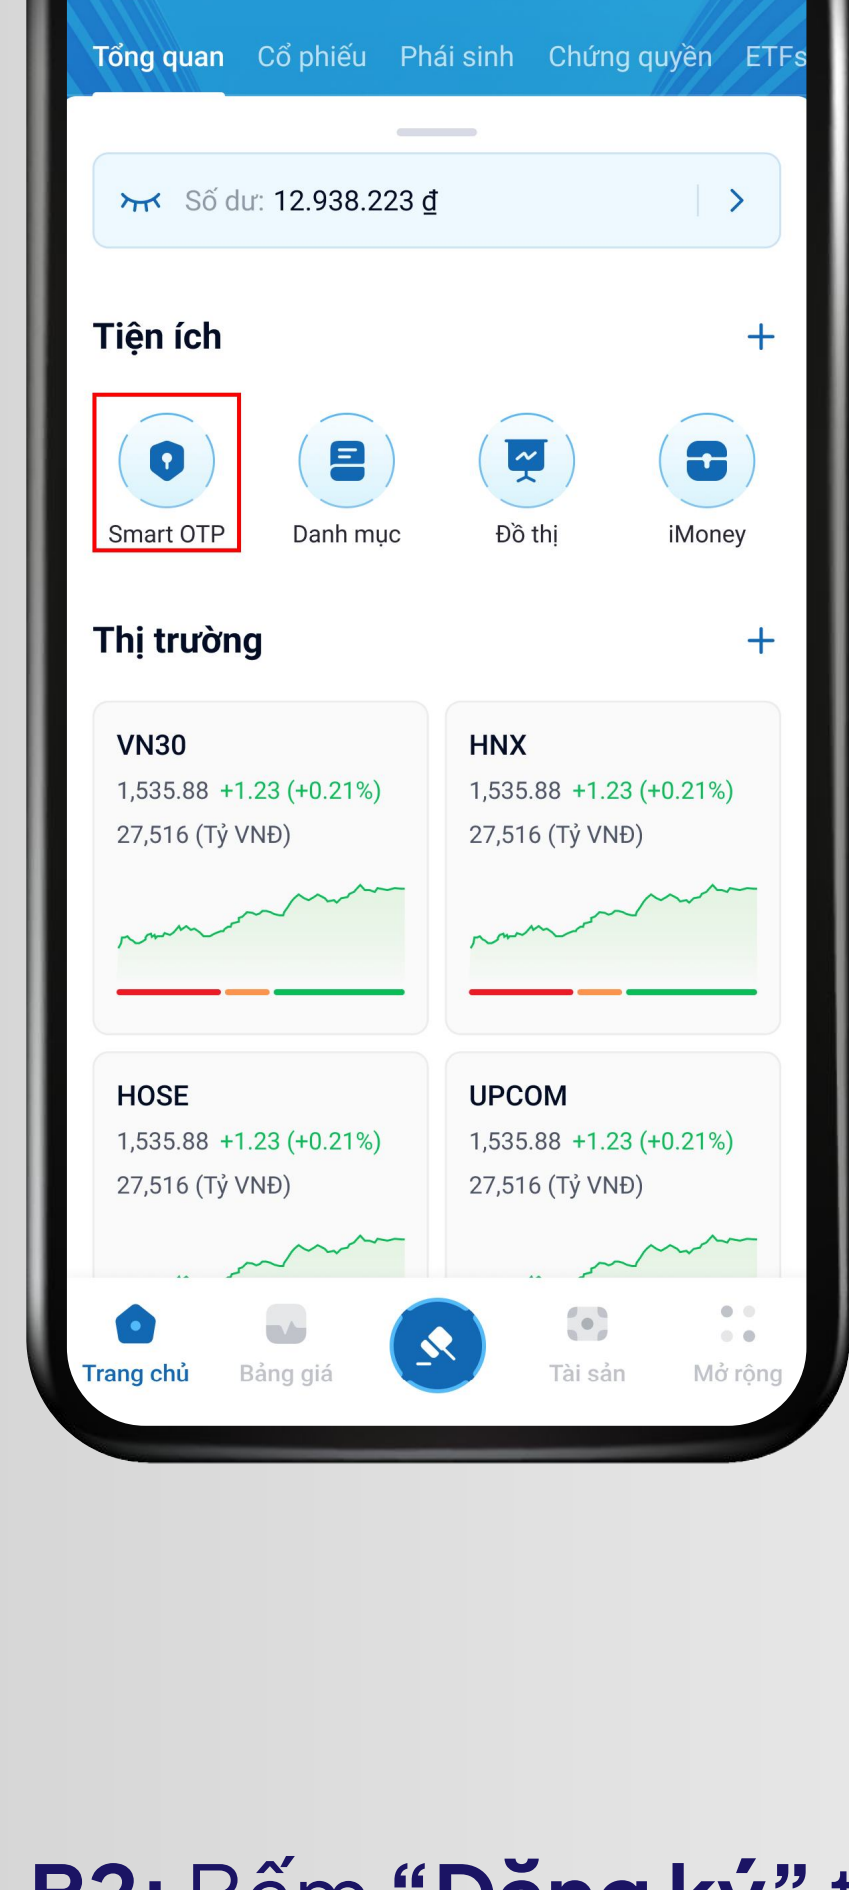 Tổng quan Cổ phiếu Phái sinh Chứng quyền ETFs
Số dư: 12.938.223 ₫
Tiện ích
Smart OTP Danh mục Đồ thị iMoney
Thị trường
VN30 HNX
1,535.88 +1.23 (+0.21%) 1,535.88 +1.23 (+0.21%)
27,516 (Tỷ VNĐ) 27,516 (Tỷ VNĐ)
HOSE UPCOM
1,535.88 +1.23 (+0.21%) 1,535.88 +1.23 (+0.21%)
27,516 (Tỷ VNĐ) 27,516 (Tỷ VNĐ)
Trang chủ Bảng giá Tài sản Mở rộng
B2: Bấm “Đăng ký”